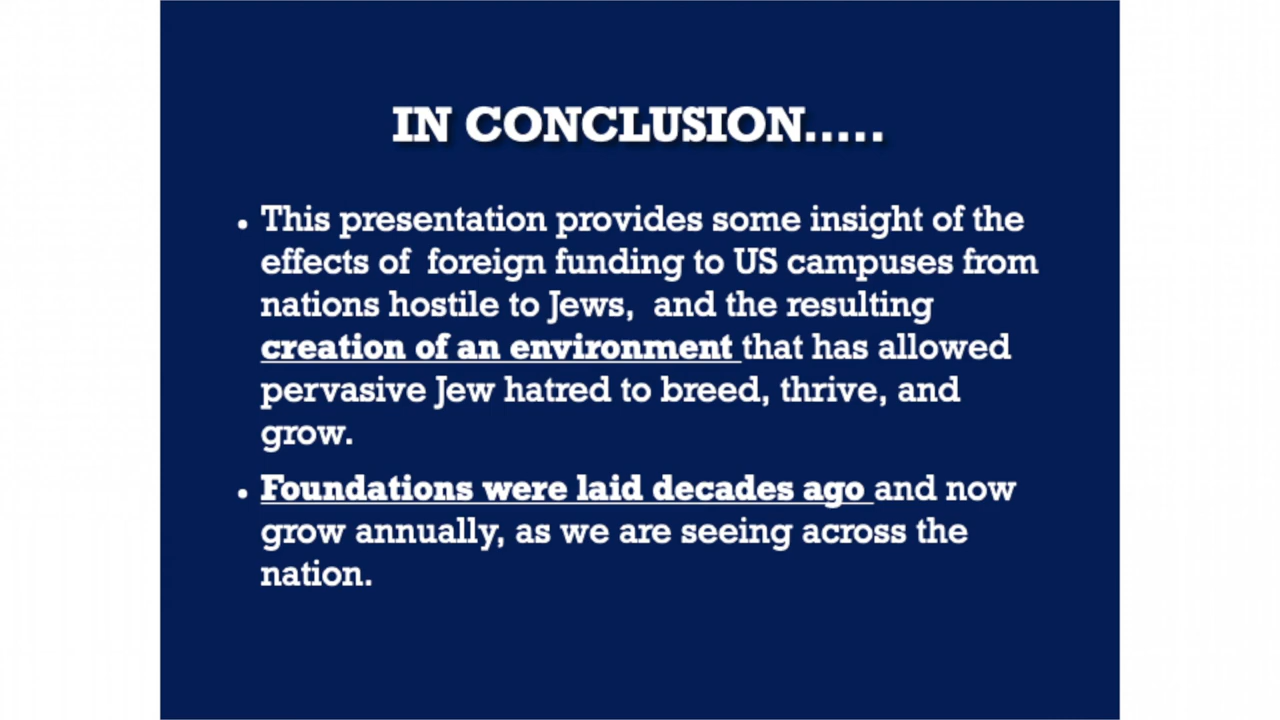 IN CONCLUSION.....
• This presentation provides some insight of the
effects of  foreign funding to US campuses from
nations hostile to Jews,  and the resulting
creation of an environment that has allowed
pervasive Jew hatred to breed, thrive, and
grow.
• Foundations were laid decades ago and now
grow annually, as we are seeing across the
nation.